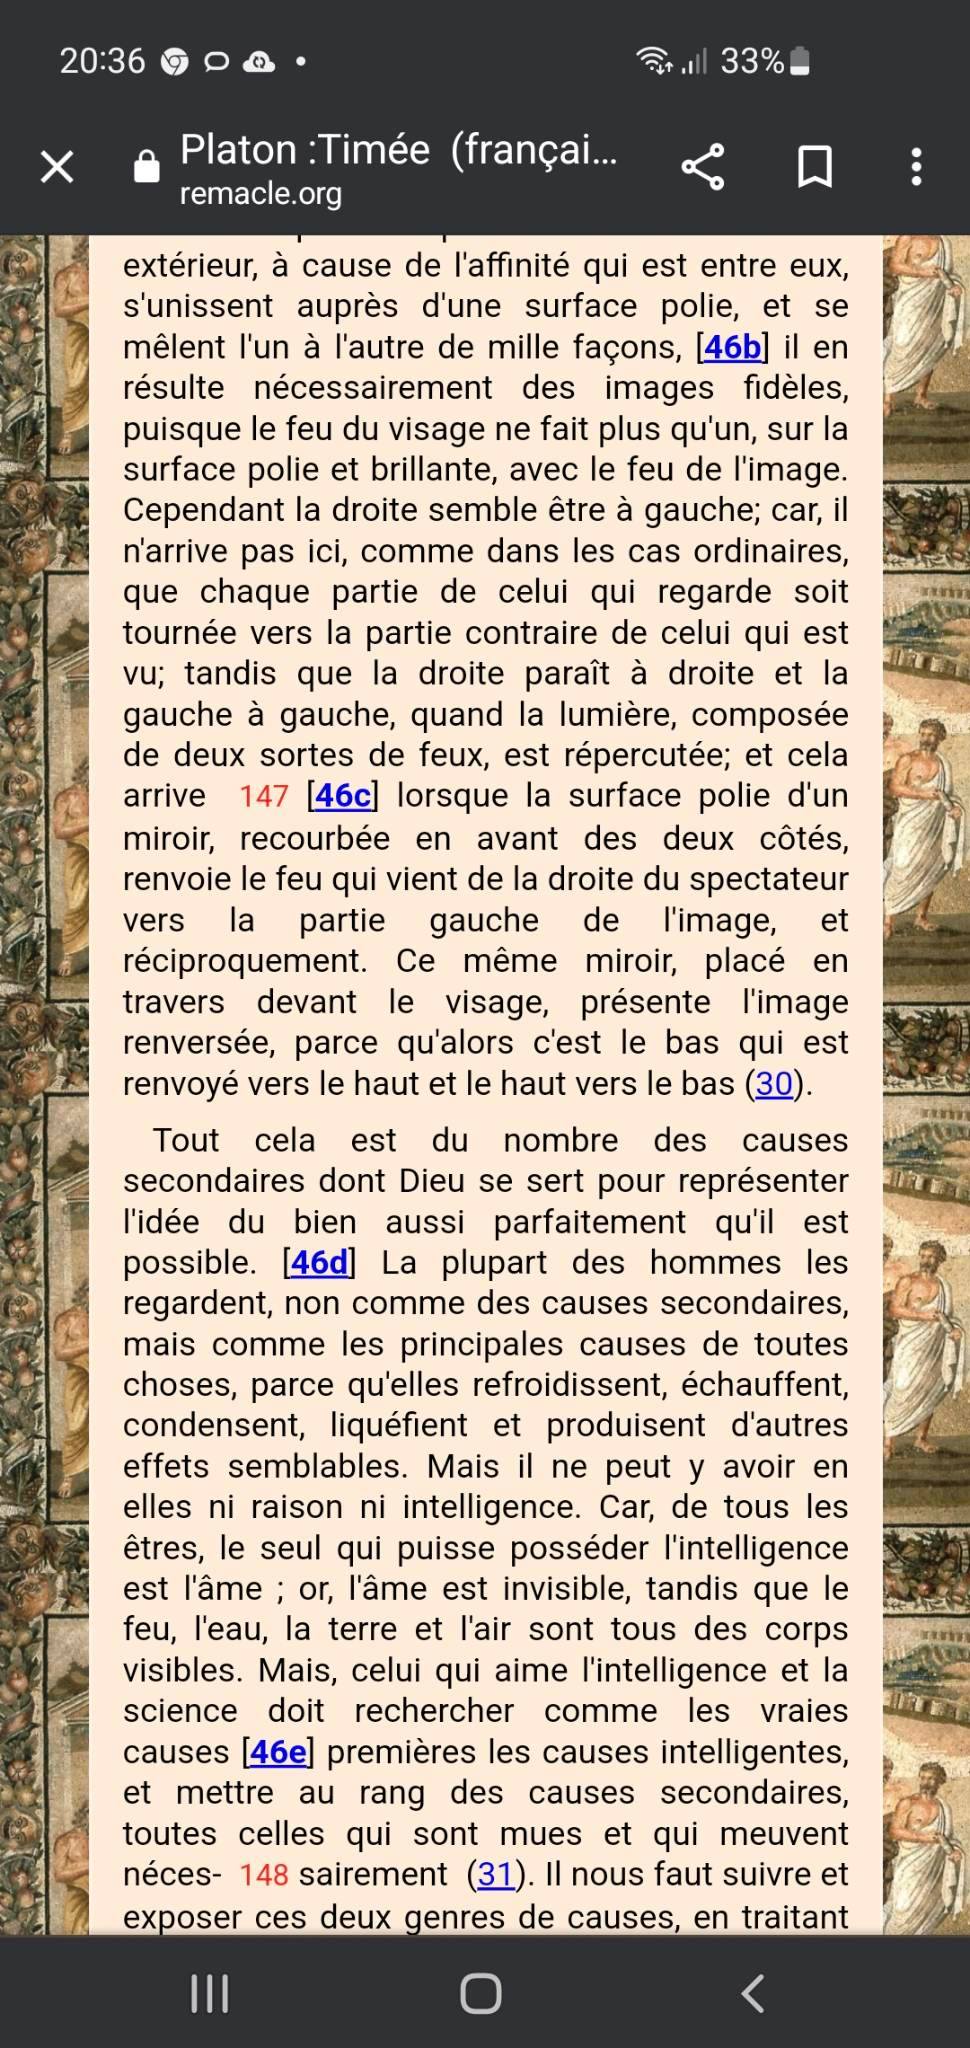 20:36
33%
Platon :Timée (françai...
remacle.org
extérieur, à cause de l'affinité qui est entre eux,
s'unissent auprès d'une surface polie, et se
mêlent l'un à l'autre de mille façons, [46b] il en
résulte nécessairement des images fidèles,
puisque le feu du visage ne fait plus qu'un, sur la
surface polie et brillante, avec le feu de l'image.
Cependant la droite semble être à gauche; car, il
n'arrive pas ici, comme dans les cas ordinaires,
que chaque partie de celui qui regarde soit
tournée vers la partie contraire de celui qui est
vu; tandis que la droite paraît à droite et la
gauche à gauche, quand la lumière, composée
de deux sortes de feux, est répercutée; et cela
arrive 147 [46c] lorsque la surface polie d'un
miroir, recourbée en avant des deux côtés,
renvoie le feu qui vient de la droite du spectateur
vers la partie gauche de l'image, et
réciproquement. Ce même miroir, placé en
travers devant le visage, présente l'image
renversée, parce qu'alors c'est le bas qui est
renvoyé vers le haut et le haut vers le bas (30).
Tout cela est du nombre des causes
secondaires dont Dieu se sert pour représenter
l'idée du bien aussi parfaitement qu'il est
possible. [46d] La plupart des hommes les
regardent, non comme des causes secondaires,
mais comme les principales causes de toutes
choses, parce qu'elles refroidissent, échauffent,
condensent, liquéfient et produisent d'autres
effets semblables. Mais il ne peut y avoir en
elles ni raison ni intelligence. Car, de tous les
êtres, le seul qui puisse posséder l'intelligence
est l'âme ; or, l'âme est invisible, tandis que le
feu, l'eau, la terre et l'air sont tous des corps
visibles. Mais, celui qui aime l'intelligence et la
science doit rechercher comme les vraies
causes [46e] premières les causes intelligentes,
et mettre au rang des causes secondaires,
toutes celles qui sont mues et qui meuvent
néces- 148 sairement (31). Il nous faut suivre et
exposer ces deux genres de causes, en traitant